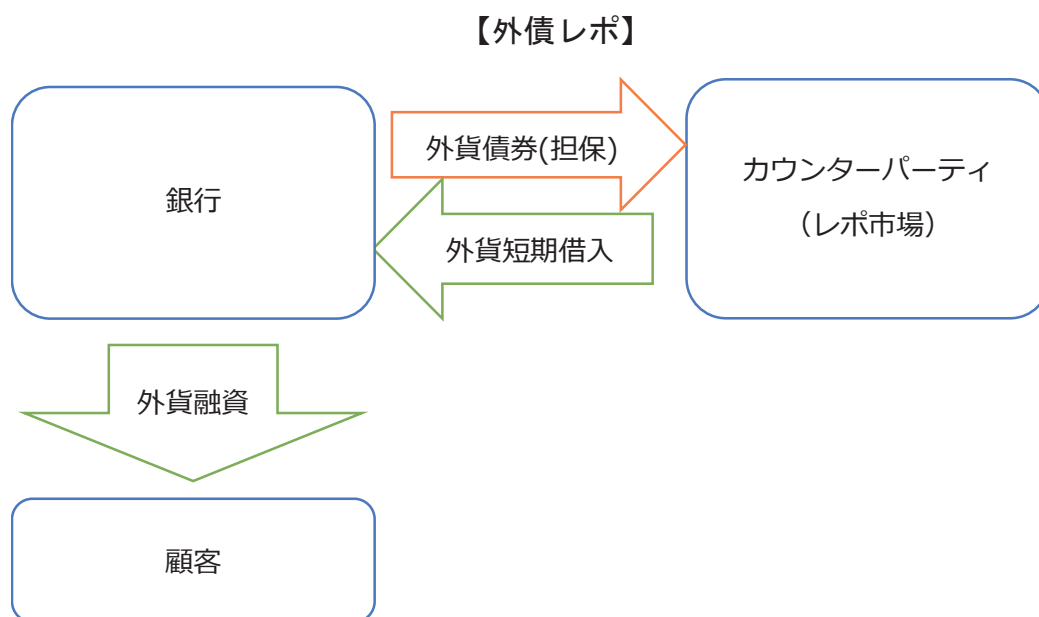 【外債レポ】
外貨債券(担保)
銀行
カウンターパーティ
（レポ市場）
外貨短期借入
外貨融資
顧客